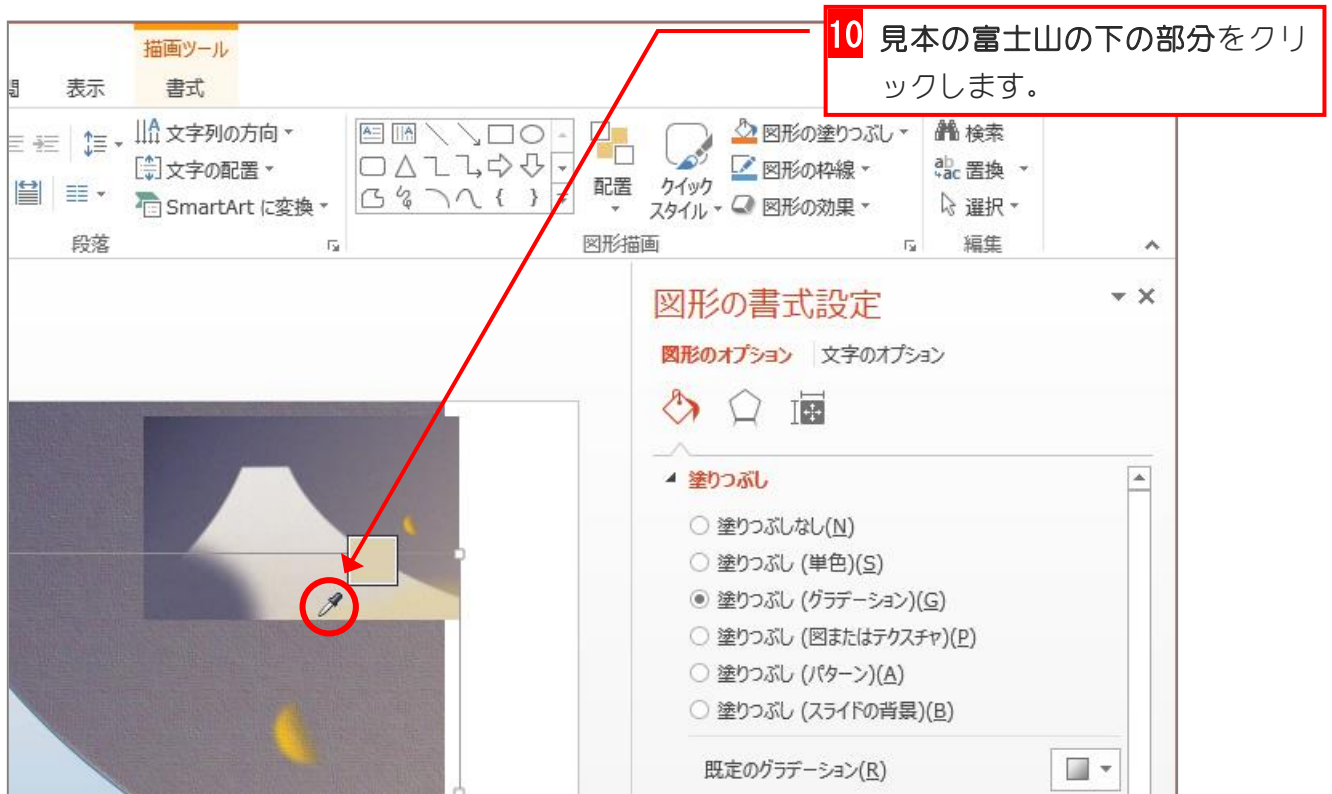 10 見本の富士山の下の部分をクリ
ックします。
描画ツール
表示 書式
文字列の方向
文字の配置
SmartArt に変換
段落
配置
クイック
スタイル
図形の塗りつぶし
図形の枠線
図形の効果
図形描画
検索
置換
選択
編集
図形の書式設定
図形のオプション 文字のオプション
塗りつぶし
塗りつぶしなし(N)
塗りつぶし (単色)(S)
塗りつぶし (グラデーション)(G)
塗りつぶし (図またはテクスチャ)(P)
塗りつぶし (パターン)(A)
塗りつぶし (スライドの背景)(B)
既定のグラデーション(R)